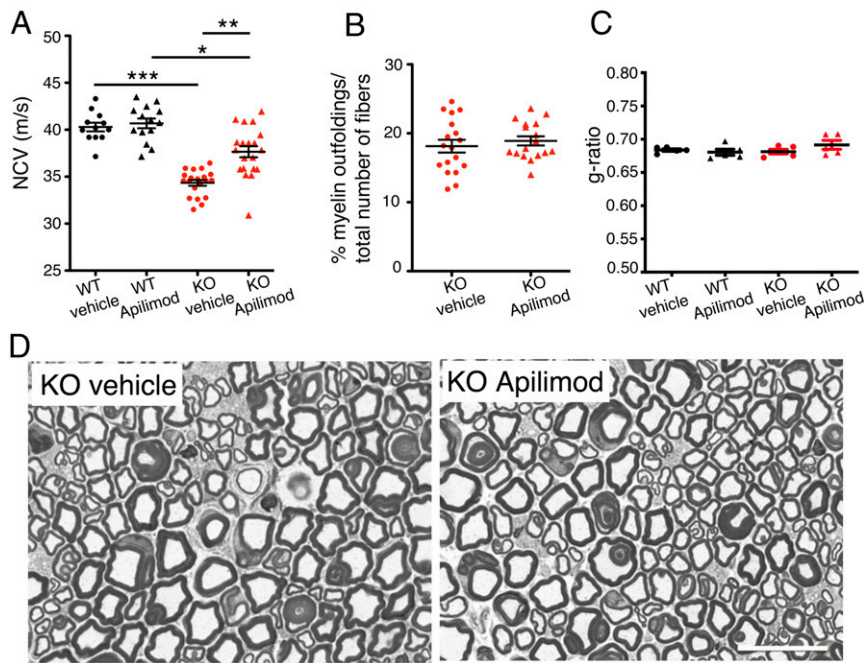 A
**
*
***
NCV (m/s)
50
45
40
35
30
25
WT
vehicle
WT
Apilimod
KO
vehicle
KO
Apilimod
B
% myelin outfoldings/
total number of fibers
30
20
10
0
KO
vehicle
KO
Apilimod
C
g-ratio
0.80
0.75
0.70
0.65
0.60
0.55
0.50
WT
vehicle
WT
Apilimod
KO
vehicle
KO
Apilimod
D
KO vehicle
KO Apilimod